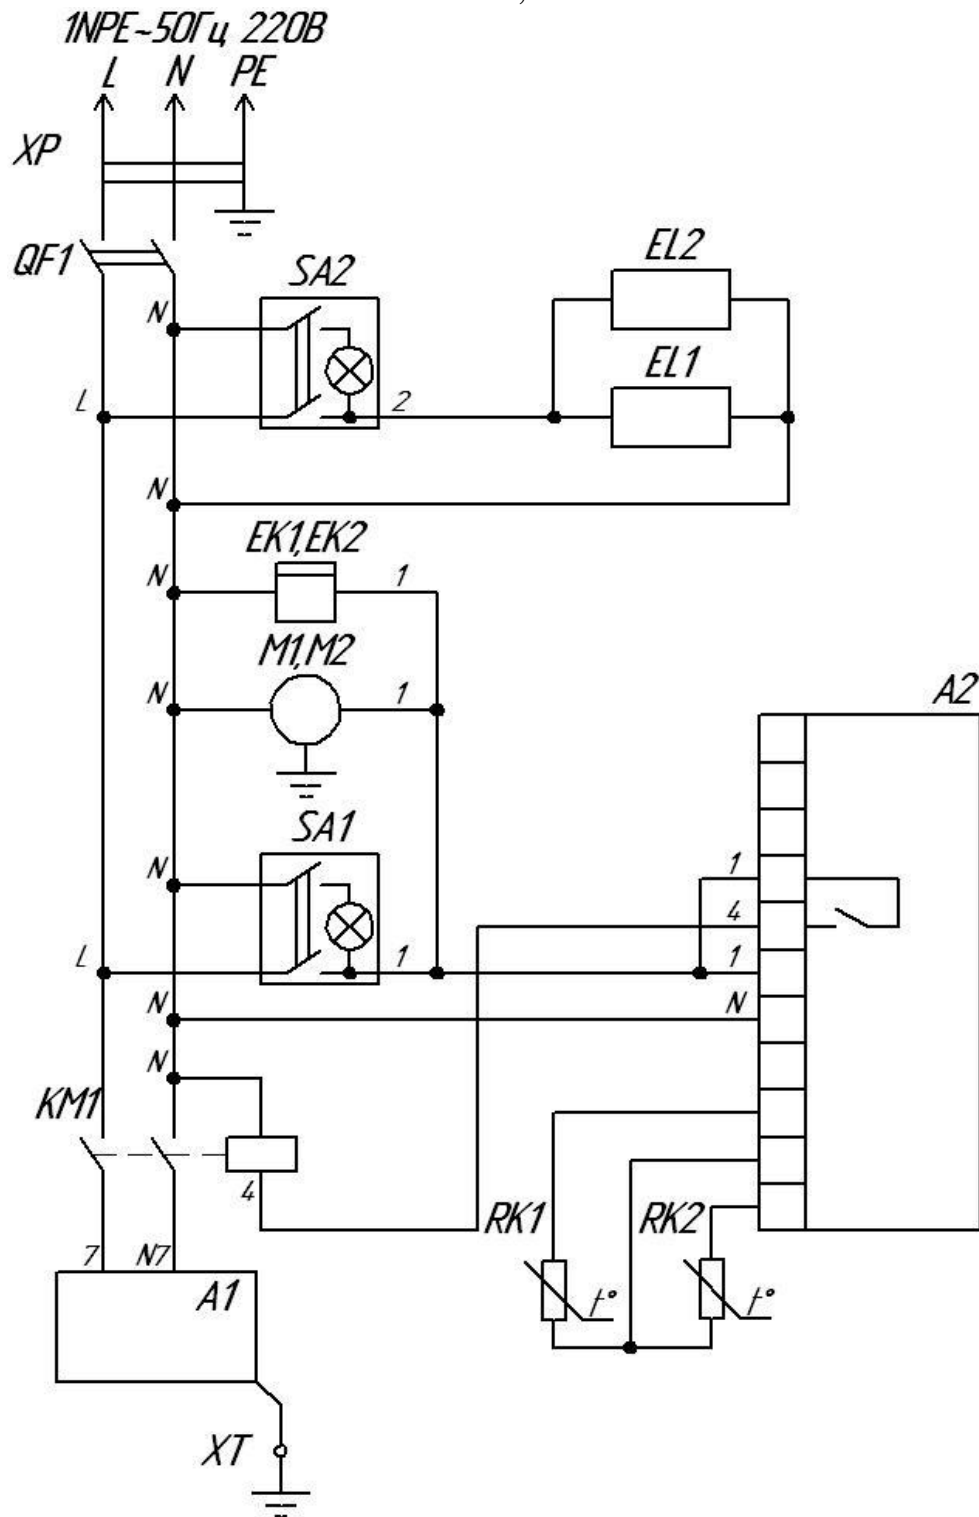 1NPE~50Гц 220В
L N PE
XP
QF1
SA2
EL2
N
EL1
L
2
N
EK1,EK2
N
1
M1,M2
N
1
A2
SA1
N
1
4
L
1
1
N
N
N
KM1
4
RK1
RK2
7
N7
A1
t°
t°
XT